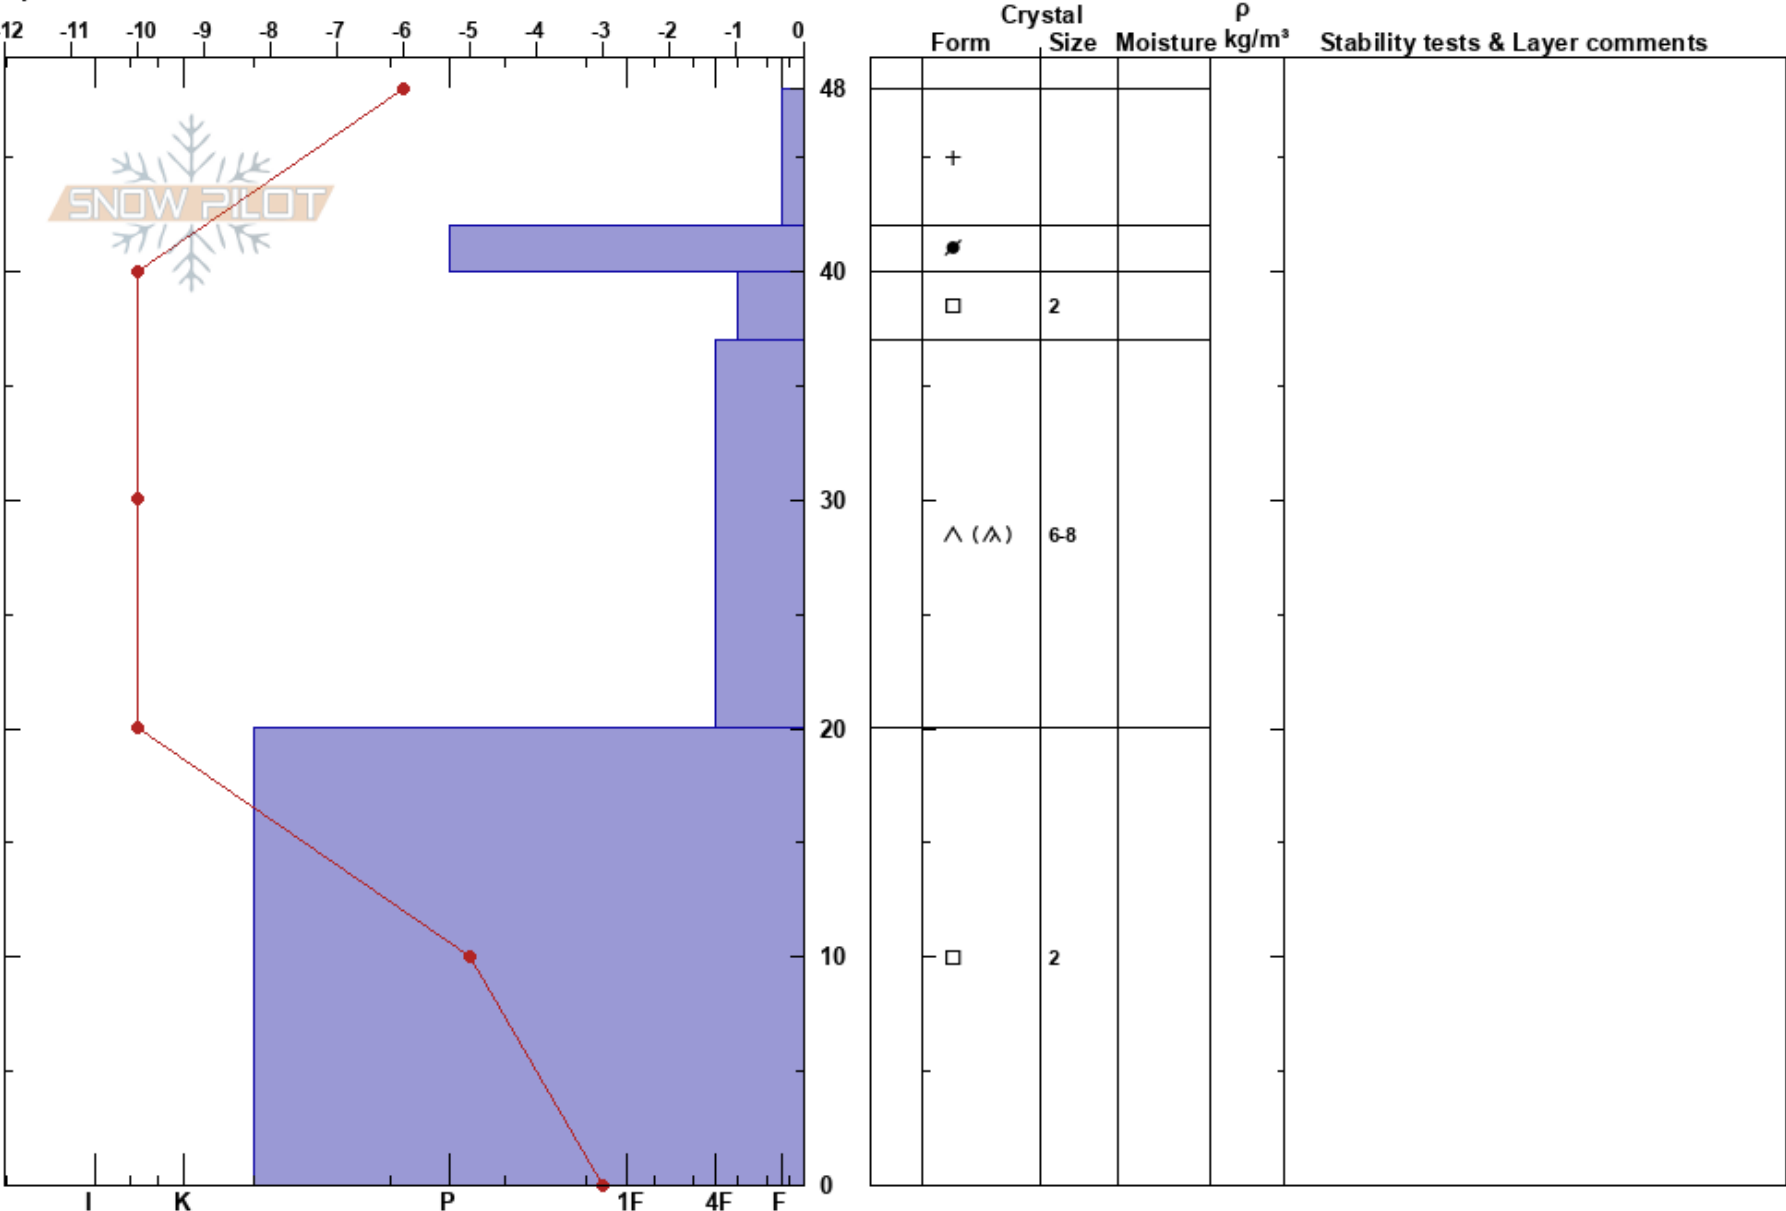 Crystal ρ
-12 -11 -10 -9 -8 -7 -6 -5 -4 -3 -2 -1 0
Form Size Moisture kg/m³ Stability tests & Layer comments
48
+
SNOW PILOT
40
2
30
6-8
20
10
2
0
I K P 1F 4F F